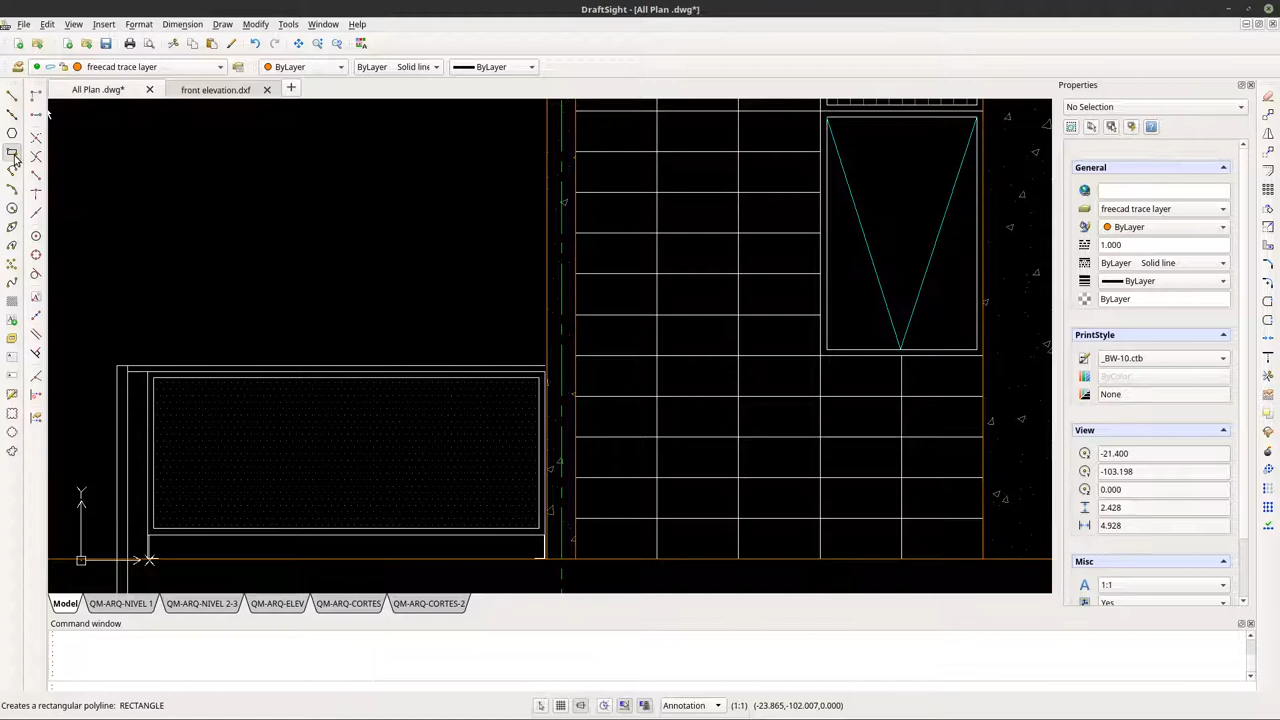 DraftSight - [All Plan .dwg*]
File Edit View Insert Format Dimension Draw Modify Tools Window Help
freecad trace layer ByLayer ByLayer Solid line ByLayer
All Plan .dwg* front elevation.dxf
Properties
No Selection
General
freecad trace layer
ByLayer
1.000
ByLayer Solid line
ByLayer
ByLayer
PrintStyle
_BW-10.ctb
ByColor
None
View
-21.400
-103.198
0.000
2.428
4.928
Misc
1:1
Yes
Y
Model QM-ARQ-NIVEL 1 QM-ARQ-NIVEL 2-3 QM-ARQ-ELEV QM-ARQ-CORTES QM-ARQ-CORTES-2
Command window
:
:
:
:
:
Creates a rectangular polyline: RECTANGLE Annotation (1:1) (-23.865,-102.007,0.000)